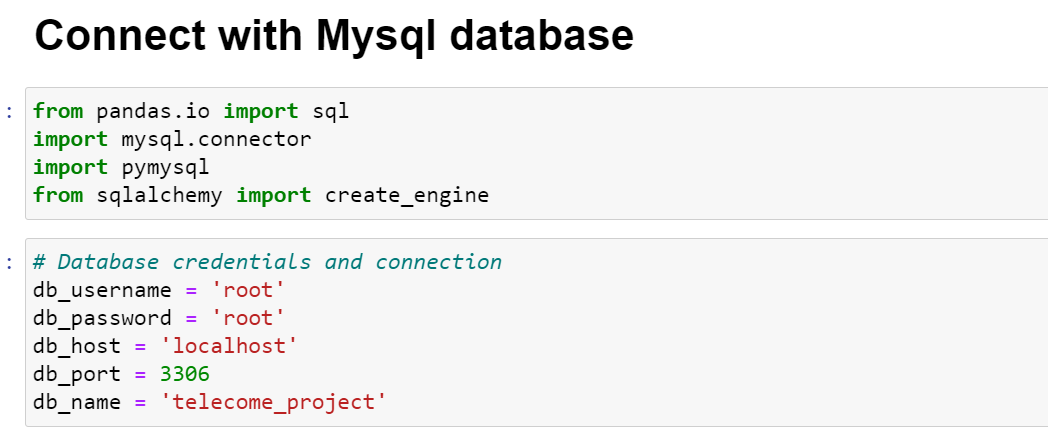 Connect with Mysql database
: from pandas.io import sql
import mysql.connector
import pymysql
from sqlalchemy import create_engine
: # Database credentials and connection
db_username = 'root'
db_password = 'root'
db_host = 'localhost'
db_port = 3306
db_name = 'telecome_project'